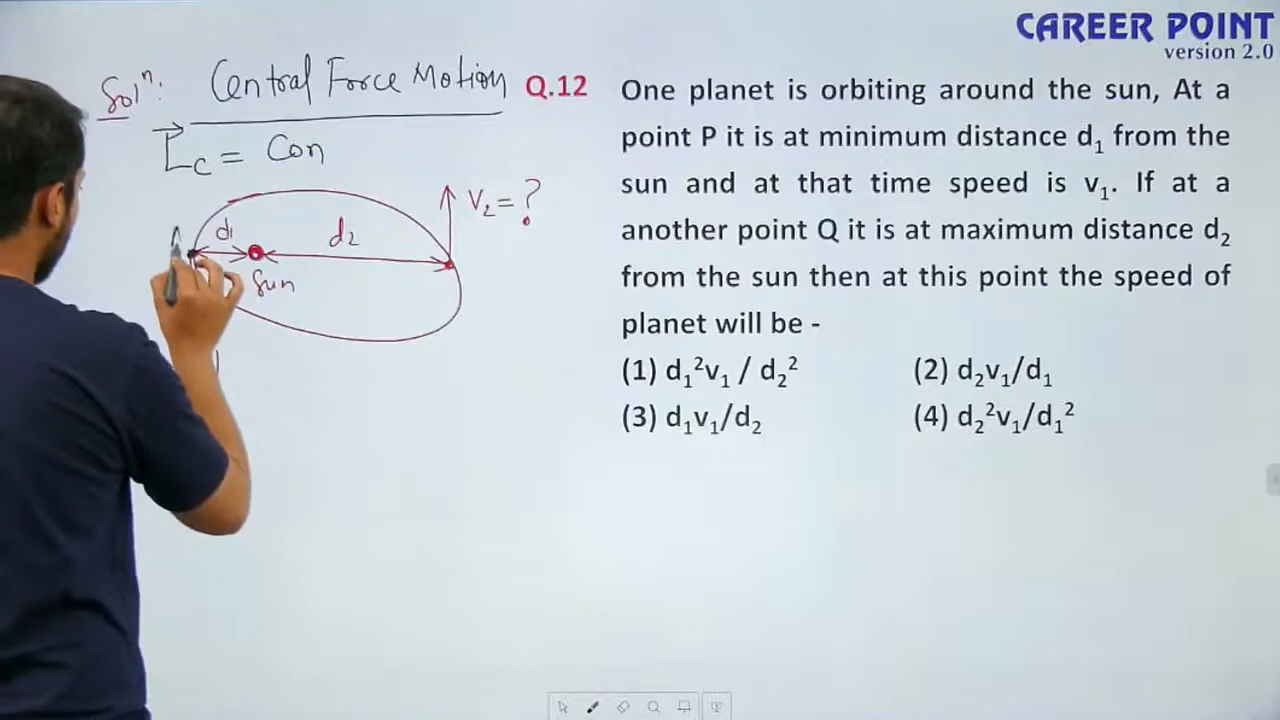 CAREER POINT
version 2.0
Solⁿ: Central Force Motion
L_C = Con
d₁
d₂
V₂ = ?
Sun
Q.12 One planet is orbiting around the sun, At a
point P it is at minimum distance d₁ from the
sun and at that time speed is v₁. If at a
another point Q it is at maximum distance d₂
from the sun then at this point the speed of
planet will be -
(1) d₁²v₁ / d₂² (2) d₂v₁/d₁
(3) d₁v₁/d₂ (4) d₂²v₁/d₁²